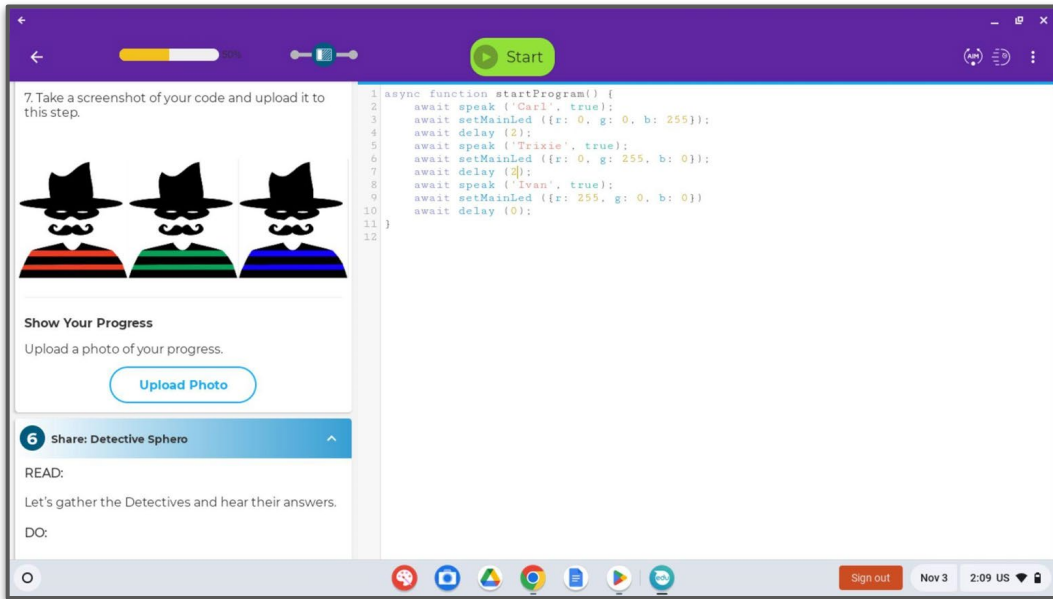 50%
Start
AIM
7. Take a screenshot of your code and upload it to
this step.
Show Your Progress
Upload a photo of your progress.
Upload Photo
6 Share: Detective Sphero
READ:
Let's gather the Detectives and hear their answers.
DO:
1 async function startProgram() {
2 await speak ('Carl', true);
3 await setMainLed ({r: 0, g: 0, b: 255});
4 await delay (2);
5 await speak ('Trixie', true);
6 await setMainLed ({r: 0, g: 255, b: 0});
7 await delay (2);
8 await speak ('Ivan', true);
9 await setMainLed ({r: 255, g: 0, b: 0})
10 await delay (0);
11 }
12
edu
Sign out
Nov 3
2:09 US